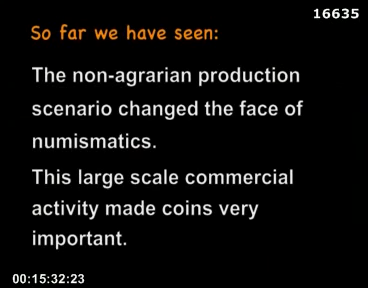 16635
So far we have seen:
The non-agrarian production
scenario changed the face of
numismatics.
This large scale commercial
activity made coins very
important.
00:15:32:23